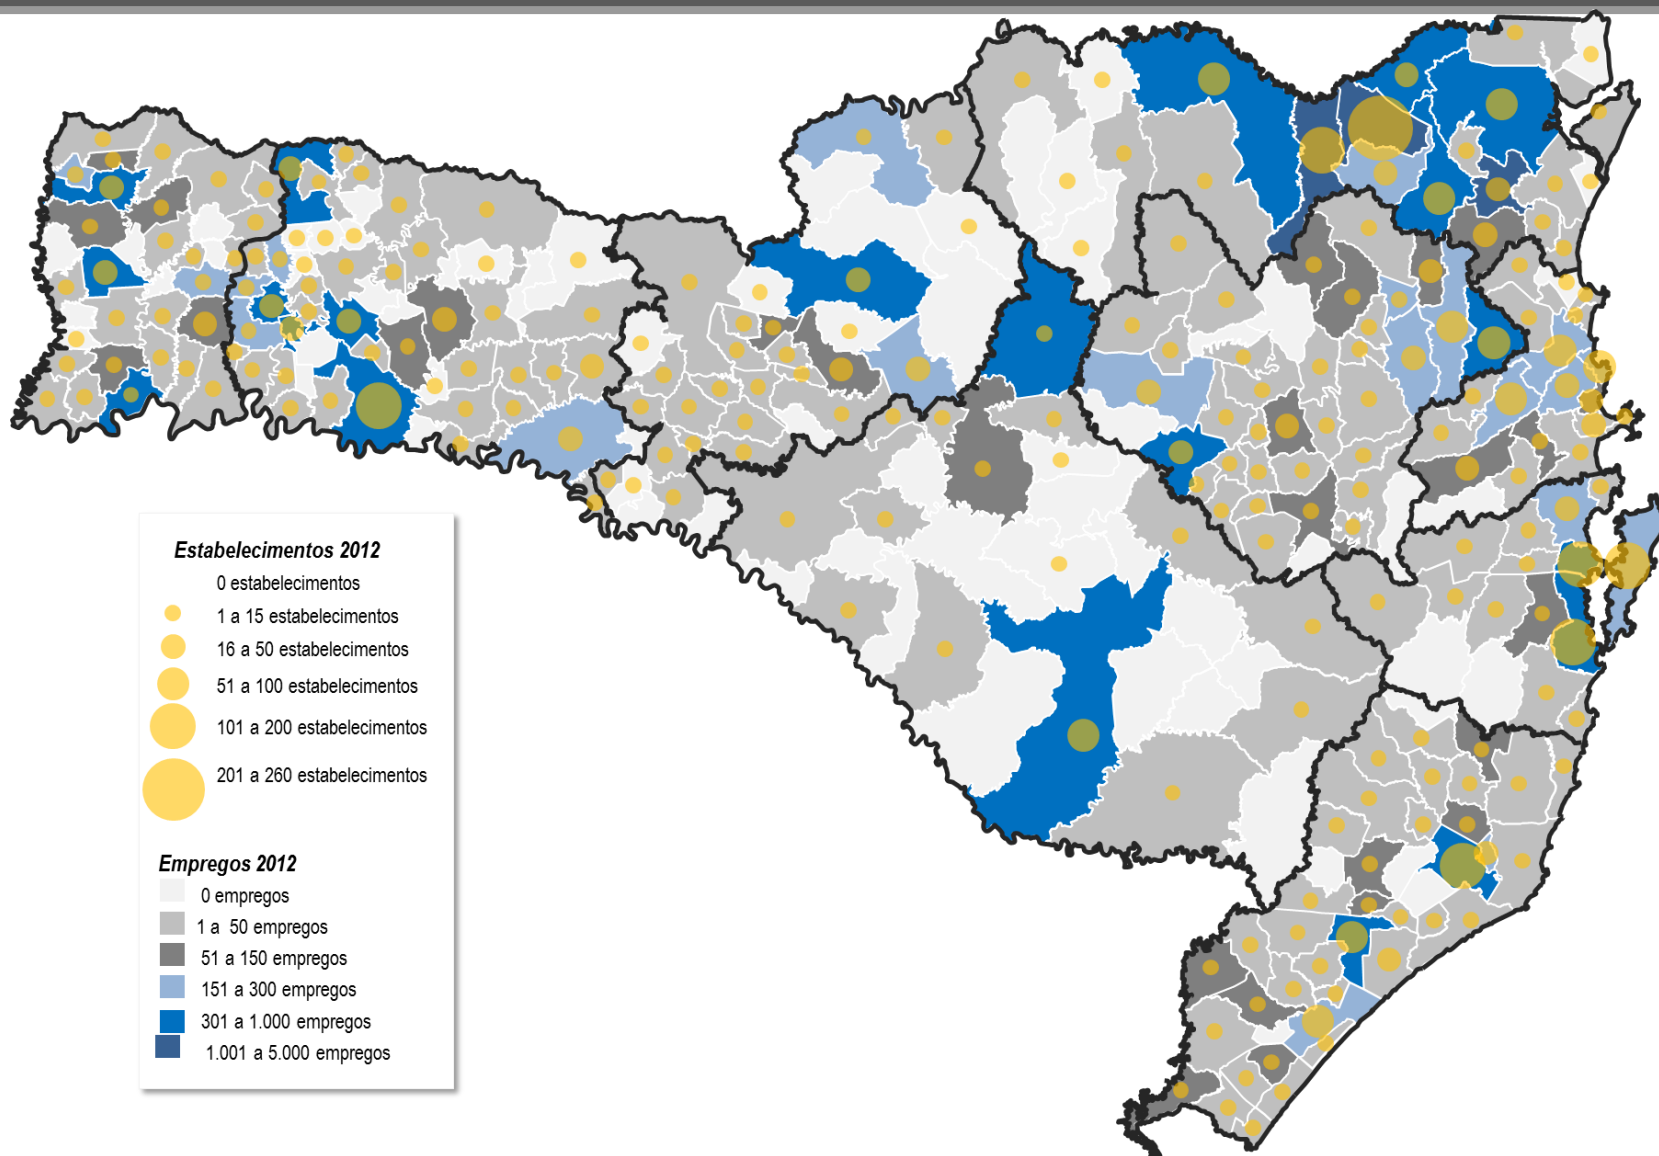 Estabelecimentos 2012
0 estabelecimentos
1 a 15 estabelecimentos
16 a 50 estabelecimentos
51 a 100 estabelecimentos
101 a 200 estabelecimentos
201 a 260 estabelecimentos
Empregos 2012
0 empregos
1 a 50 empregos
51 a 150 empregos
151 a 300 empregos
301 a 1.000 empregos
1.001 a 5.000 empregos